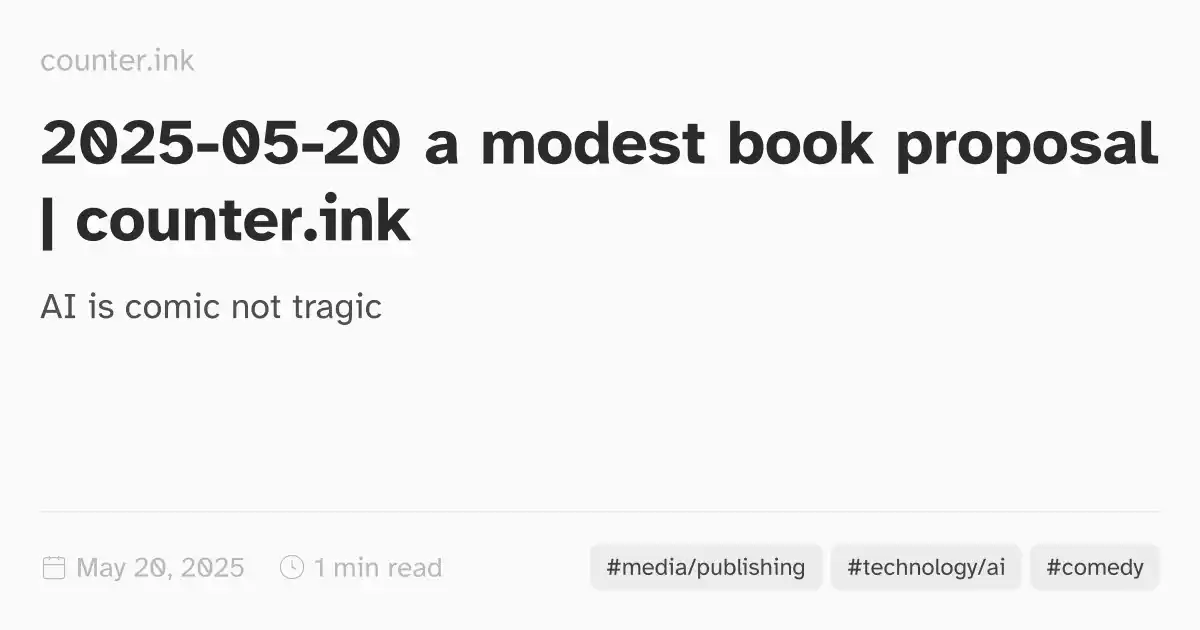 counter.ink
2025-05-20 a modest book proposal
| counter.ink
AI is comic not tragic
May 20, 2025 1 min read #media/publishing #technology/ai #comedy